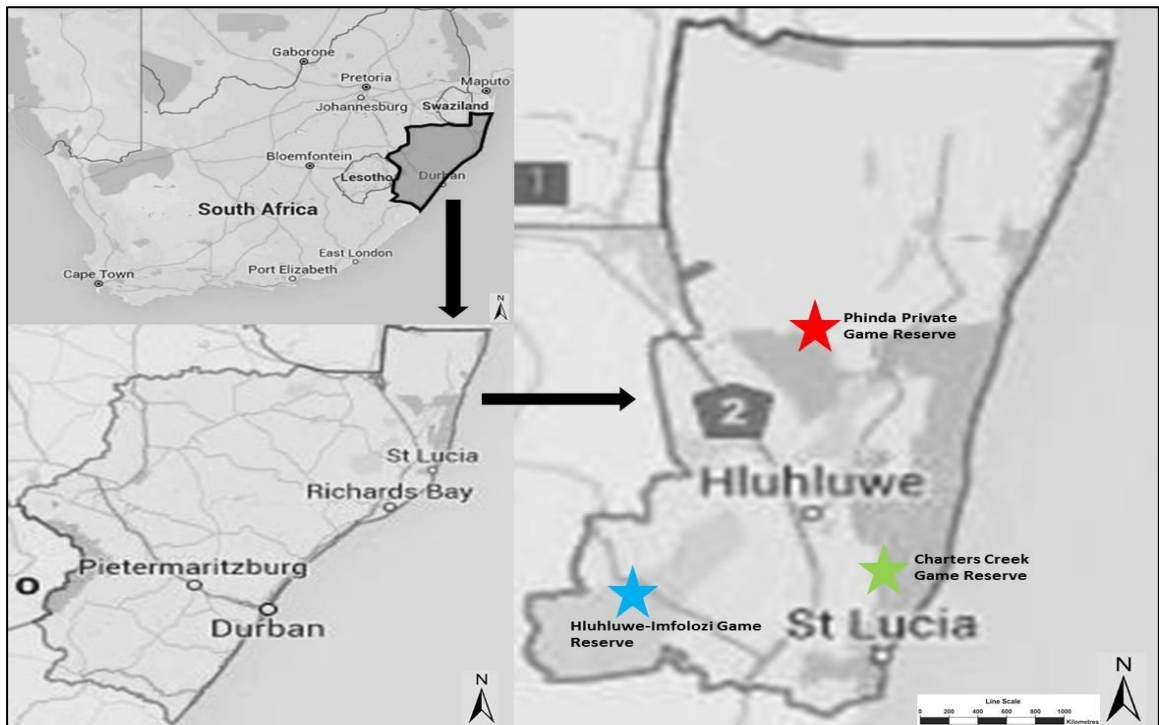 Gaborone
Pretoria
Johannesburg
Maputo
Swaziland
Bloemfontein
Lesotho
Durban
South Africa
East London
Port Elizabeth
Cape Town
N
St Lucia
Richards Bay
Pietermaritzburg
O
Durban
N
1
Phinda Private
Game Reserve
2
Hluhluwe
Charters Creek
Game Reserve
Hluhluwe-Imfolozi Game
Reserve
St Lucia
N
Line Scale
0 200 400 600 800 1000
Kilometres